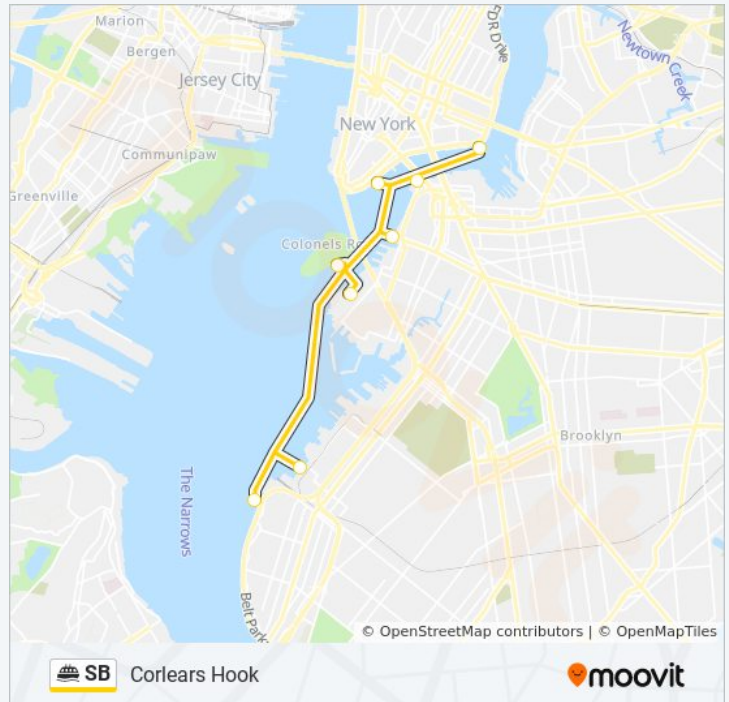 Marion
Bergen
Jersey City
F.D.R. Drive
Newtown Creek
New York
Communipaw
Greenville
Colonels Ro
Brooklyn
The Narrows
Belt Park
© OpenStreetMap contributors | © OpenMapTiles
SB Corlears Hook moovit